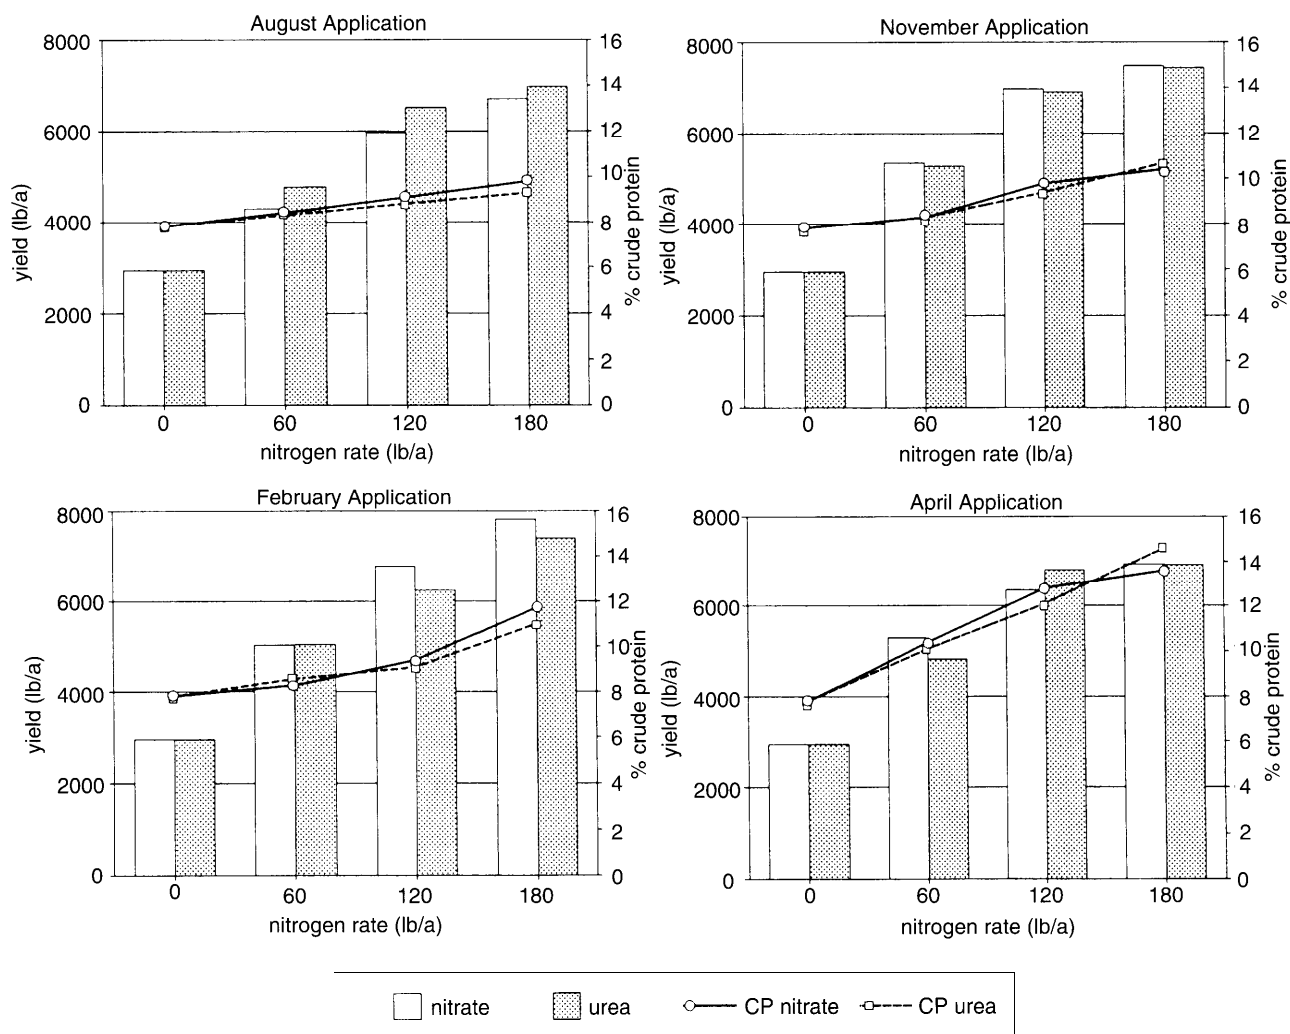 August Application
8000
6000
4000
2000
0
yield (lb/a)
16
14
12
10
8
6
4
2
0
% crude protein
0 60 120 180
nitrogen rate (lb/a)
November Application
8000
6000
4000
2000
0
yield (lb/a)
16
14
12
10
8
6
4
2
0
% crude protein
0 60 120 180
nitrogen rate (lb/a)
February Application
8000
6000
4000
2000
0
yield (lb/a)
16
14
12
10
8
6
4
2
0
% crude protein
0 60 120 180
nitrogen rate (lb/a)
April Application
8000
6000
4000
2000
0
yield (lb/a)
16
14
12
10
8
6
4
2
0
% crude protein
0 60 120 180
nitrogen rate (lb/a)
nitrate urea CP nitrate CP urea